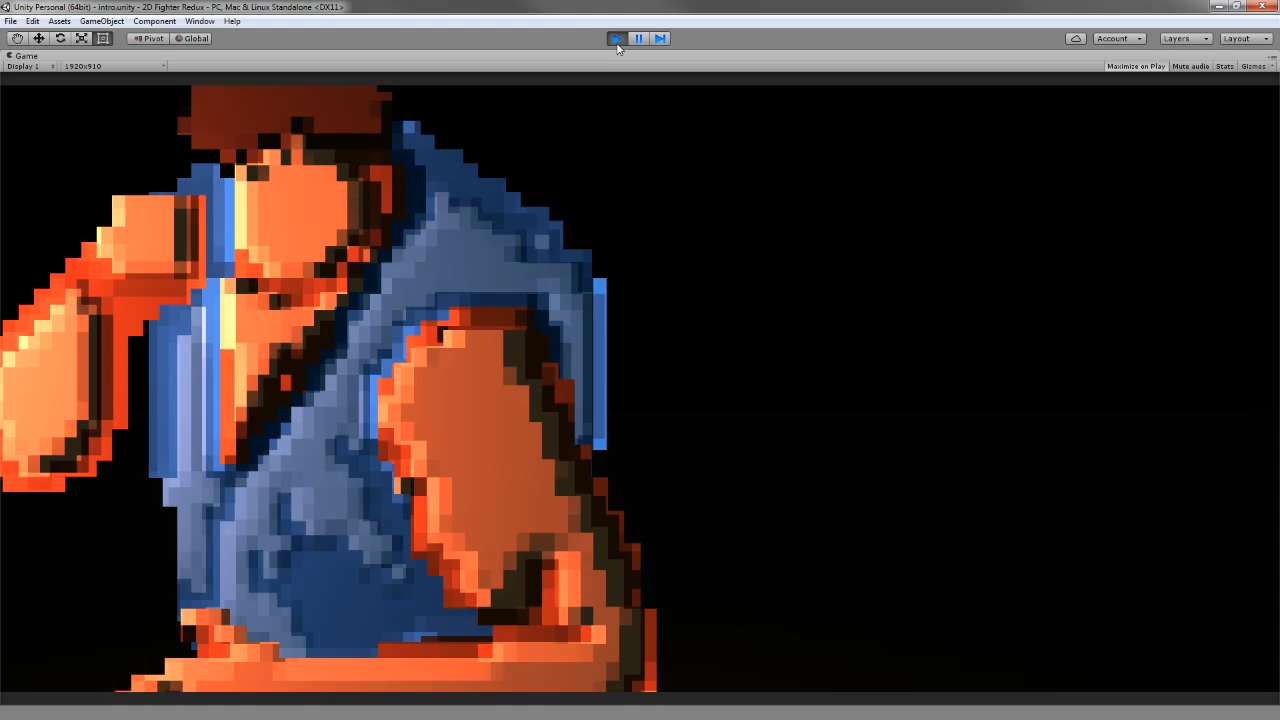 Unity Personal (64bit) - intro.unity - 2D Fighter Redux - PC, Mac & Linux Standalone <DX11>
File Edit Assets GameObject Component Window Help
Pivot Global Account Layers Layout
Game
Display 1 1920x910 Maximize on Play Mute audio Stats Gizmos